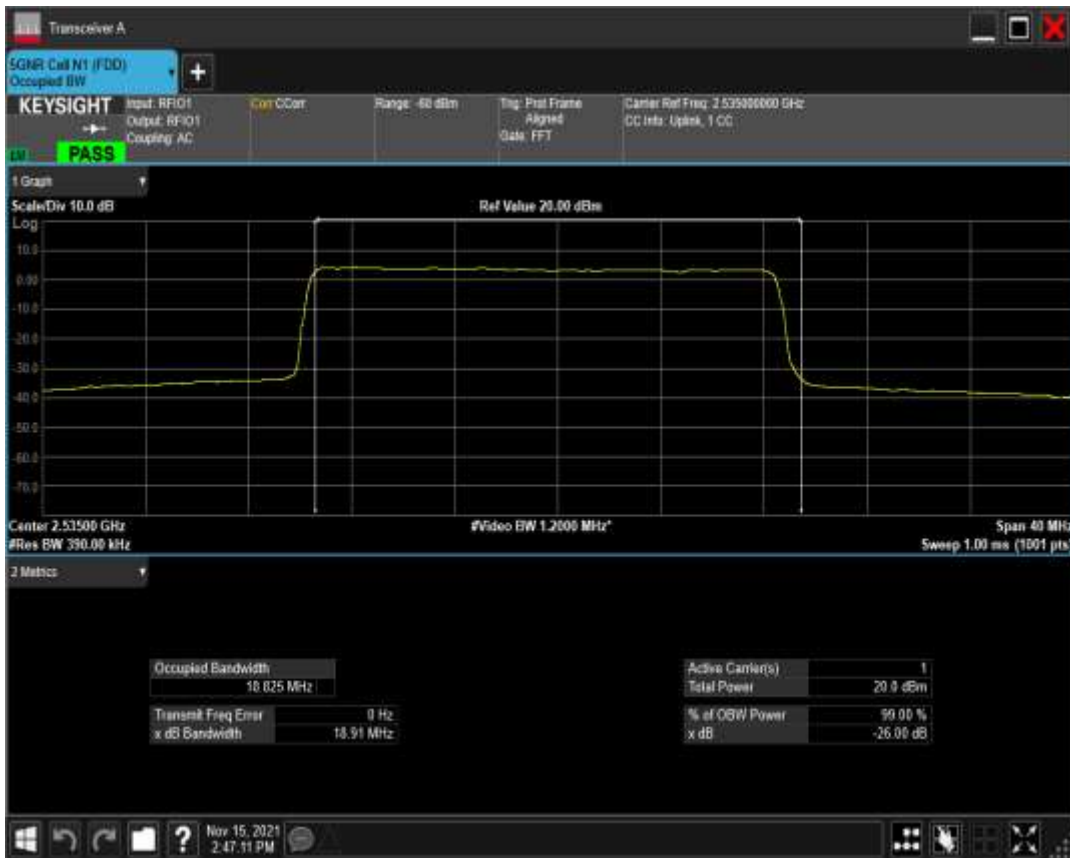 Transceiver A
5GNR Cell N1 (FDD)
Occupied BW
+
KEYSIGHT
Input: RFIO1
Output: RFIO1
Coupling: AC
Corr CCorr
Range: -60 dBm
Trig: Prot Frame
Aligned
Gate: FFT
Carrier Ref Freq: 2.535000000 GHz
CC Info: Uplink, 1 CC
PASS
1 Graph
Scale/Div 10.0 dB
Ref Value 20.00 dBm
Log
10.0
0.00
-10.0
-20.0
-30.0
-40.0
-50.0
-60.0
-70.0
Center 2.53500 GHz
#Video BW 1.2000 MHz*
Span 40 MHz
#Res BW 390.00 kHz
Sweep 1.00 ms (1001 pts)
2 Metrics
Occupied Bandwidth
18.825 MHz
Transmit Freq Error 0 Hz
x dB Bandwidth 18.91 MHz
Active Carrier(s) 1
Total Power 20.0 dBm
% of OBW Power 99.00 %
x dB -26.00 dB
?
Nov 15, 2021
2:47:11 PM